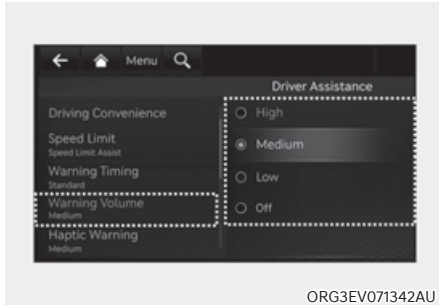 Menu
Driver Assistance
Driving Convenience
Speed Limit
Speed Limit Assist
Warning Timing
Standard
Warning Volume
Medium
Haptic Warning
Medium
High
Medium
Low
Off
ORG3EV071342AU